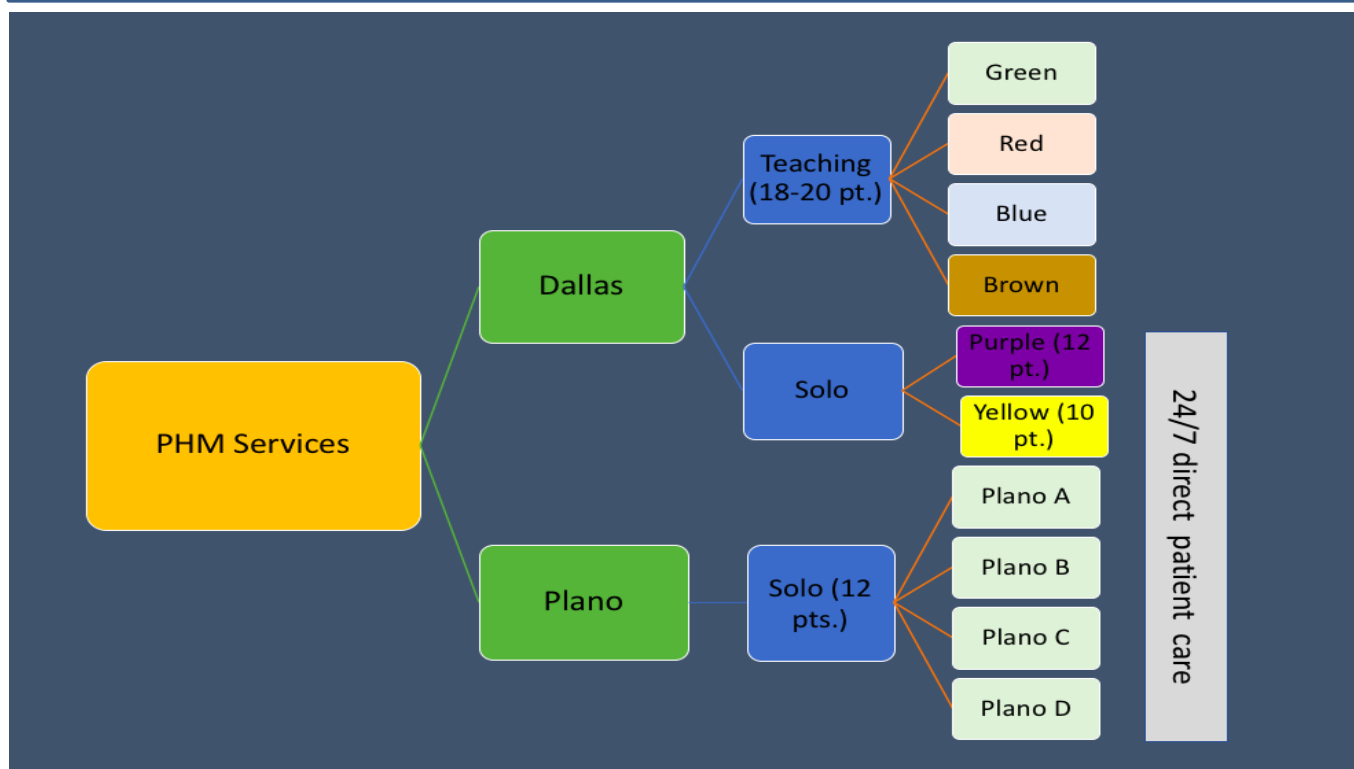 PHM Services
Dallas
Teaching
(18-20 pt.)
Green
Red
Blue
Brown
Solo
Purple (12
pt.)
Yellow (10
pt.)
Plano
Solo (12
pts.)
Plano A
Plano B
Plano C
Plano D
24/7 direct patient care